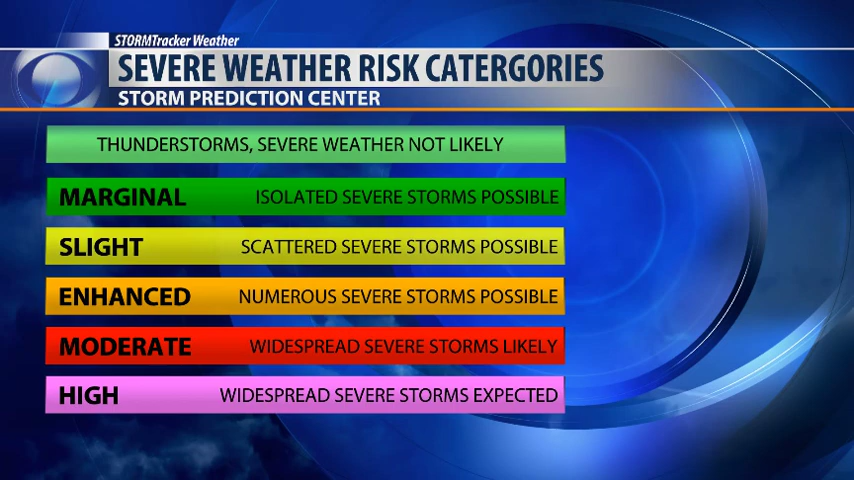 STORMTracker Weather
SEVERE WEATHER RISK CATERGORIES
STORM PREDICTION CENTER
THUNDERSTORMS, SEVERE WEATHER NOT LIKELY
MARGINAL ISOLATED SEVERE STORMS POSSIBLE
SLIGHT SCATTERED SEVERE STORMS POSSIBLE
ENHANCED NUMEROUS SEVERE STORMS POSSIBLE
MODERATE WIDESPREAD SEVERE STORMS LIKELY
HIGH WIDESPREAD SEVERE STORMS EXPECTED